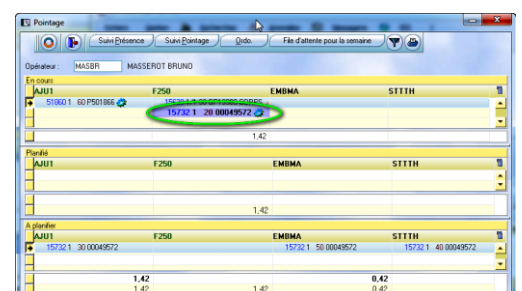 Pointage
Suivi Présence Suivi Pointage Ordo. File d'attente pour la semaine
Opérateur : MASBR MASSEROT BRUNO
En cours
AJU1 F250 EMBMA STTTH
51860 1 60 P501866
15732 1 20 00049572
1,42
Planifié
AJU1 F250 EMBMA STTTH
1,42
A planifier
AJU1 F250 EMBMA STTTH
15732 1 30 00049572 15732 1 50 00049572 15732 1 40 00049572
1,42 0,42
1,42 1,42 0,42 0,42